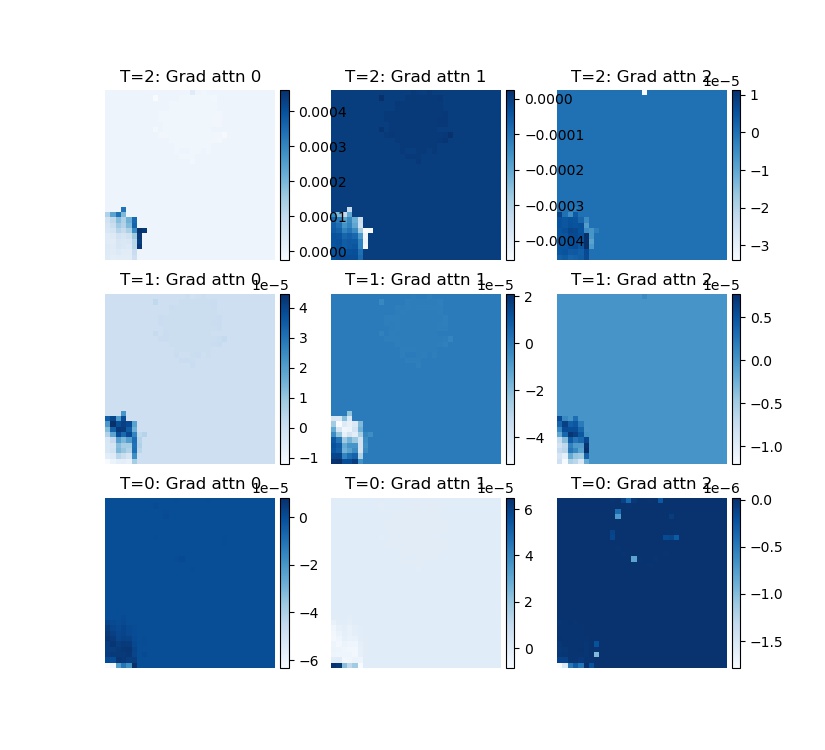 T=2: Grad attn 0
0.0004
0.0003
0.0002
0.0001
0.0000
T=2: Grad attn 1
0.0000
−0.0001
−0.0002
−0.0003
−0.0004
T=2: Grad attn 2
1e−5
1
0
−1
−2
−3
T=1: Grad attn 0
1e−5
4
3
2
1
0
−1
T=1: Grad attn 1
1e−5
2
0
−2
−4
T=1: Grad attn 2
1e−5
0.5
0.0
−0.5
−1.0
T=0: Grad attn 0
1e−5
0
−2
−4
−6
T=0: Grad attn 1
1e−5
6
4
2
0
T=0: Grad attn 2
1e−6
0.0
−0.5
−1.0
−1.5